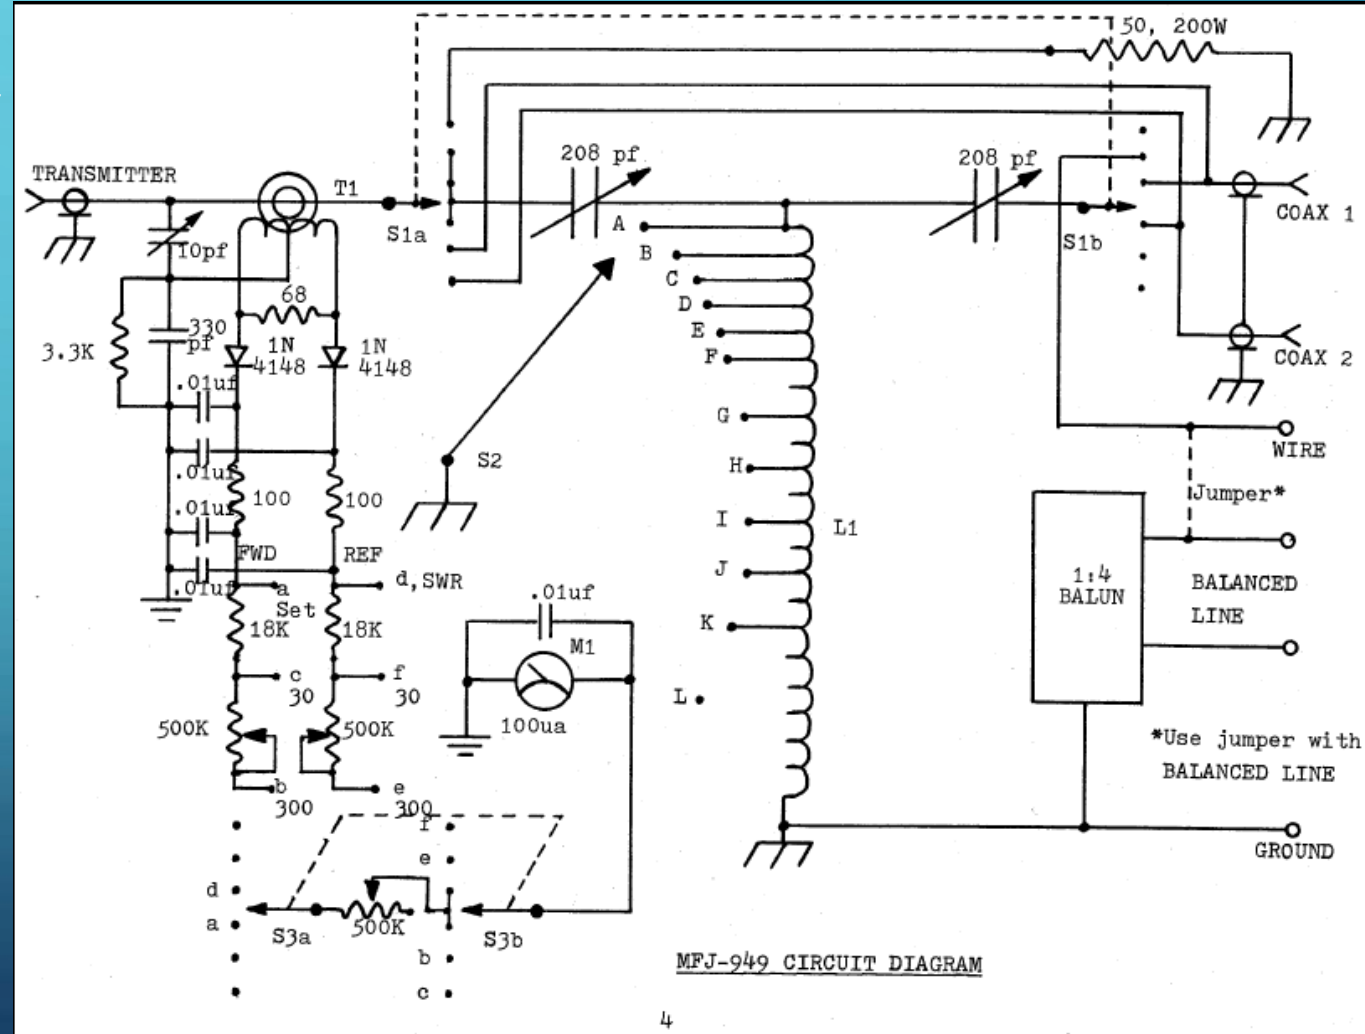 50, 200W
TRANSMITTER
T1
208 pf
208 pf
COAX 1
S1a
S1b
10pf
A
B
C
D
E
F
G
H
I
J
K
L
L1
68
330
pf
3.3K
1N
4148
1N
4148
COAX 2
.01uf
.01uf
.01uf
.01uf
100
100
S2
WIRE
Jumper*
FWD
REF
a
Set
d,SWR
18K
18K
c
30
f
30
.01uf
M1
100ua
1:4
BALUN
BALANCED
LINE
500K
500K
b
300
e
300
*Use jumper with
BALANCED LINE
GROUND
f
e
d
a
S3a
500K
S3b
b
c
MFJ-949 CIRCUIT DIAGRAM
4